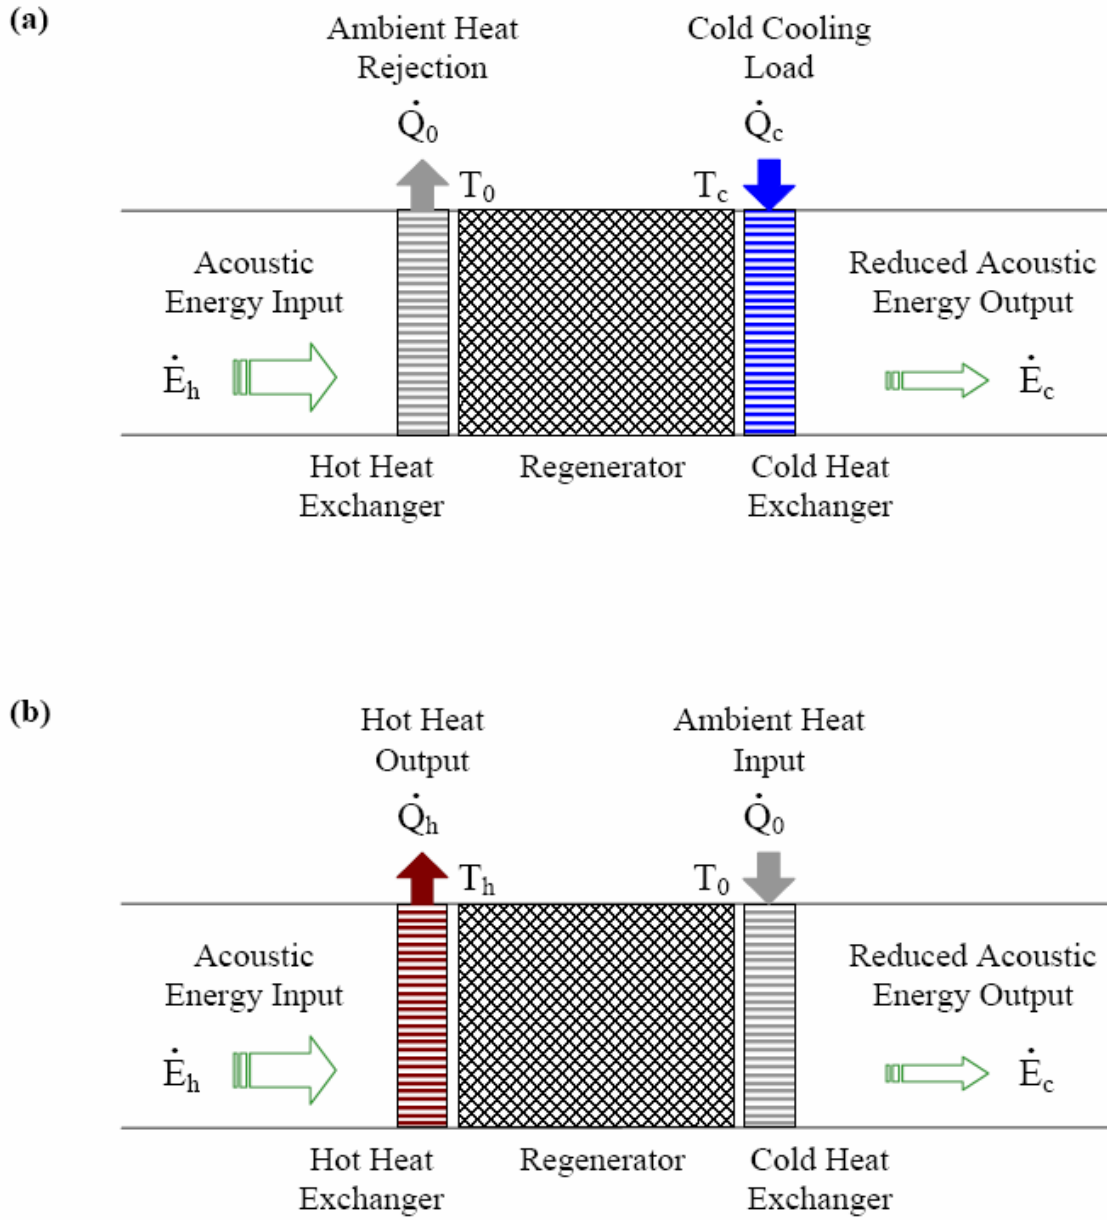 (a)
Ambient Heat
Rejection
Q̇₀
Cold Cooling
Load
Q̇c
T₀
Tc
Acoustic
Energy Input
Ėh
Reduced Acoustic
Energy Output
Ėc
Hot Heat
Exchanger
Regenerator
Cold Heat
Exchanger
(b)
Hot Heat
Output
Q̇h
Ambient Heat
Input
Q̇₀
Th
T₀
Acoustic
Energy Input
Ėh
Reduced Acoustic
Energy Output
Ėc
Hot Heat
Exchanger
Regenerator
Cold Heat
Exchanger